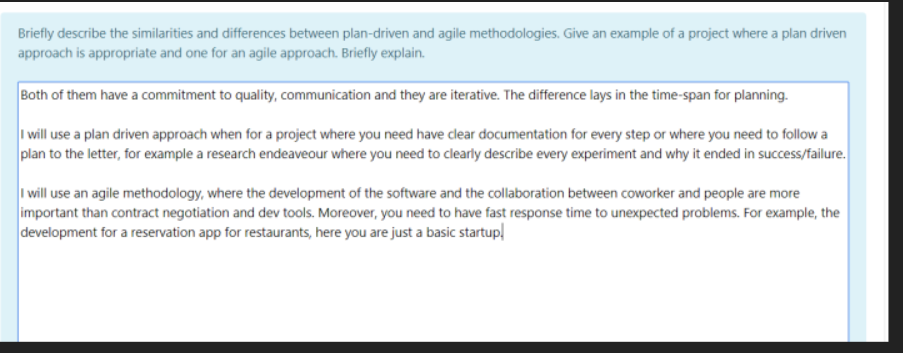 Briefly describe the similarities and differences between plan-driven and agile methodologies. Give an example of a project where a plan driven
approach is appropriate and one for an agile approach. Briefly explain.
Both of them have a commitment to quality, communication and they are iterative. The difference lays in the time-span for planning.
I will use a plan driven approach when for a project where you need have clear documentation for every step or where you need to follow a
plan to the letter, for example a research endeaveour where you need to clearly describe every experiment and why it ended in success/failure.
I will use an agile methodology, where the development of the software and the collaboration between coworker and people are more
important than contract negotiation and dev tools. Moreover, you need to have fast response time to unexpected problems. For example, the
development for a reservation app for restaurants, here you are just a basic startup.